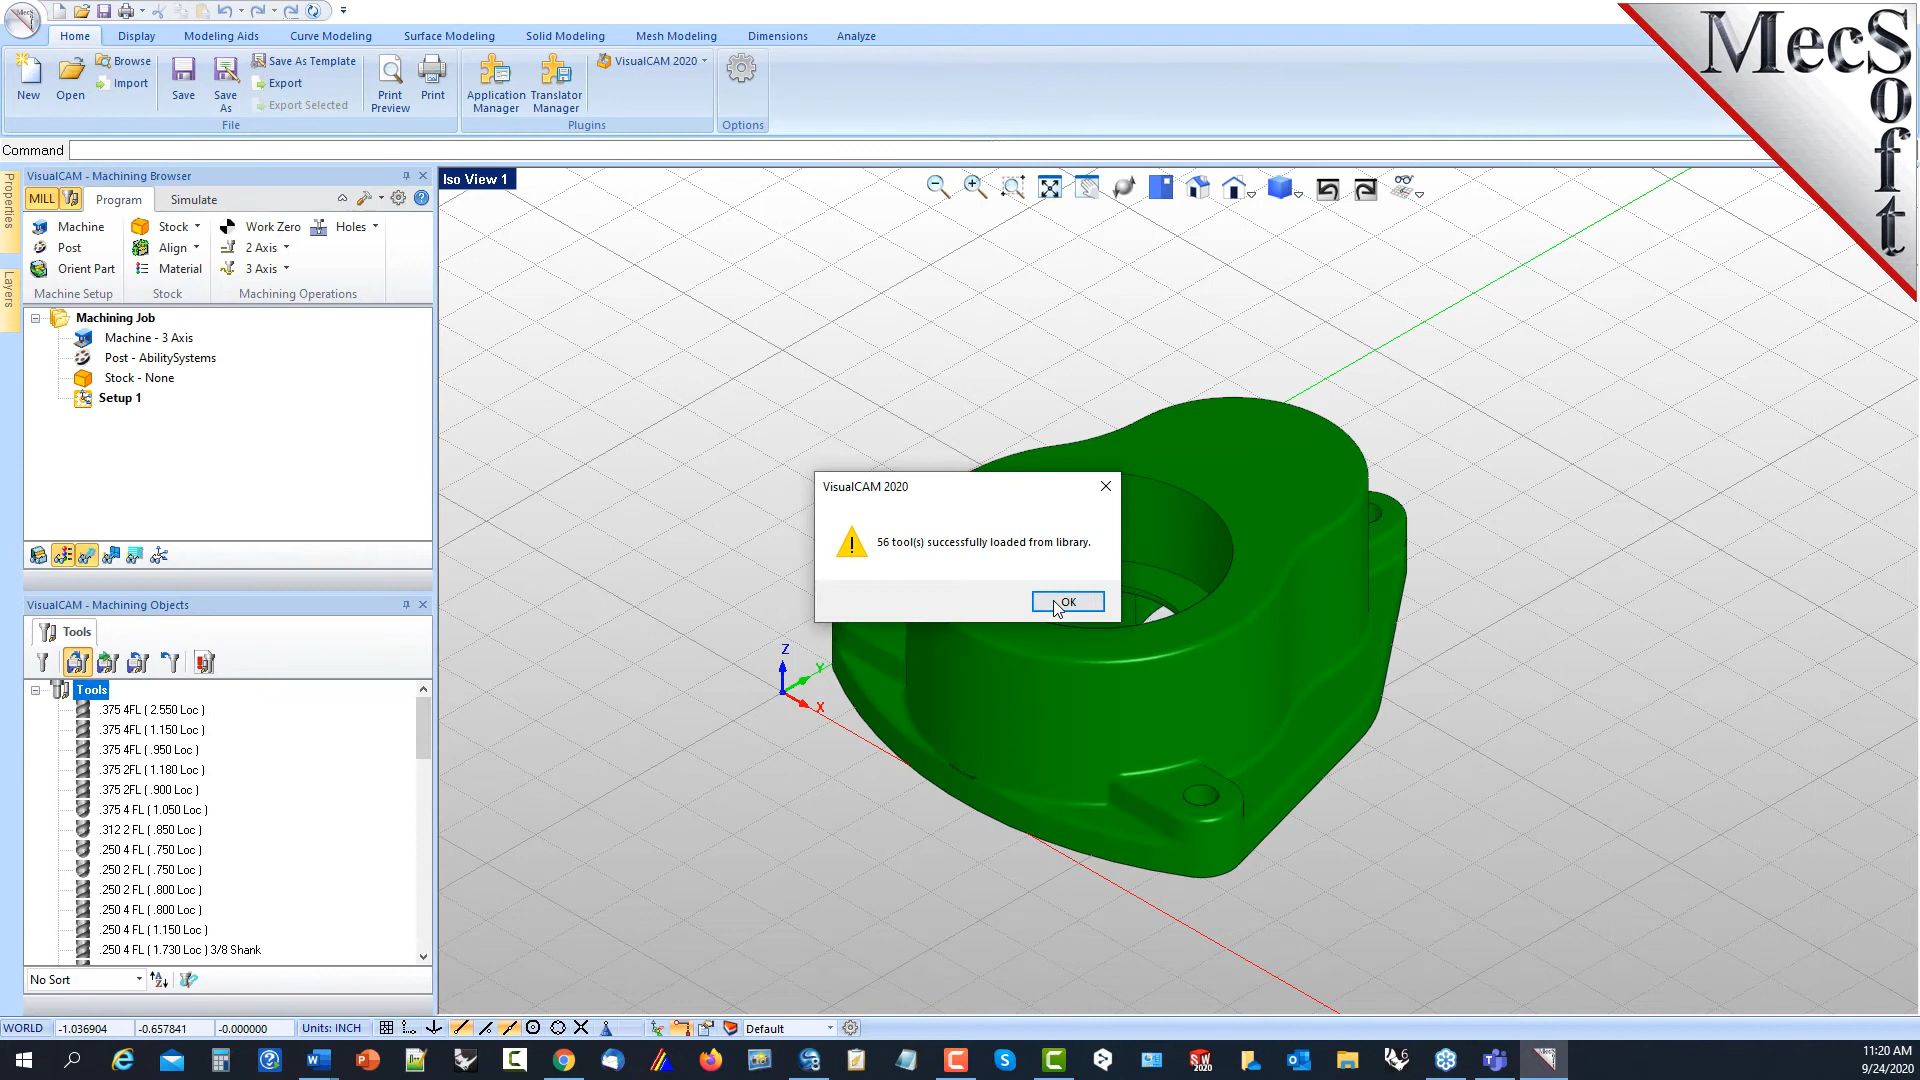 MecSoft
Home Display Modeling Aids Curve Modeling Surface Modeling Solid Modeling Mesh Modeling Dimensions Analyze
New Open Browse Import Save Save As Save As Template Export Export Selected Print Preview Print Application Manager Translator Manager VisualCAM 2020
File Plugins Options
Command
Properties
Layers
VisualCAM - Machining Browser
MILL Program Simulate
Machine Stock Work Zero Holes
Post Align 2 Axis
Orient Part Material 3 Axis
Machine Setup Stock Machining Operations
Machining Job
Machine - 3 Axis
Post - AbilitySystems
Stock - None
Setup 1
VisualCAM - Machining Objects
Tools
Tools
.375 4FL ( 2.550 Loc )
.375 4FL ( 1.150 Loc )
.375 4FL ( .950 Loc )
.375 2FL ( 1.180 Loc )
.375 2FL ( .900 Loc )
.375 4 FL ( 1.050 Loc )
.312 2 FL ( .850 Loc )
.250 4 FL ( .750 Loc )
.250 2 FL ( .750 Loc )
.250 2 FL ( .800 Loc )
.250 4 FL ( .800 Loc )
.250 4 FL ( 1.150 Loc )
.250 4 FL ( 1.730 Loc ) 3/8 Shank
No Sort
Iso View 1
VisualCAM 2020
56 tool(s) successfully loaded from library.
OK
Z
Y
X
WORLD -1.036904 -0.657841 -0.000000 Units: INCH Default
11:20 AM
9/24/2020